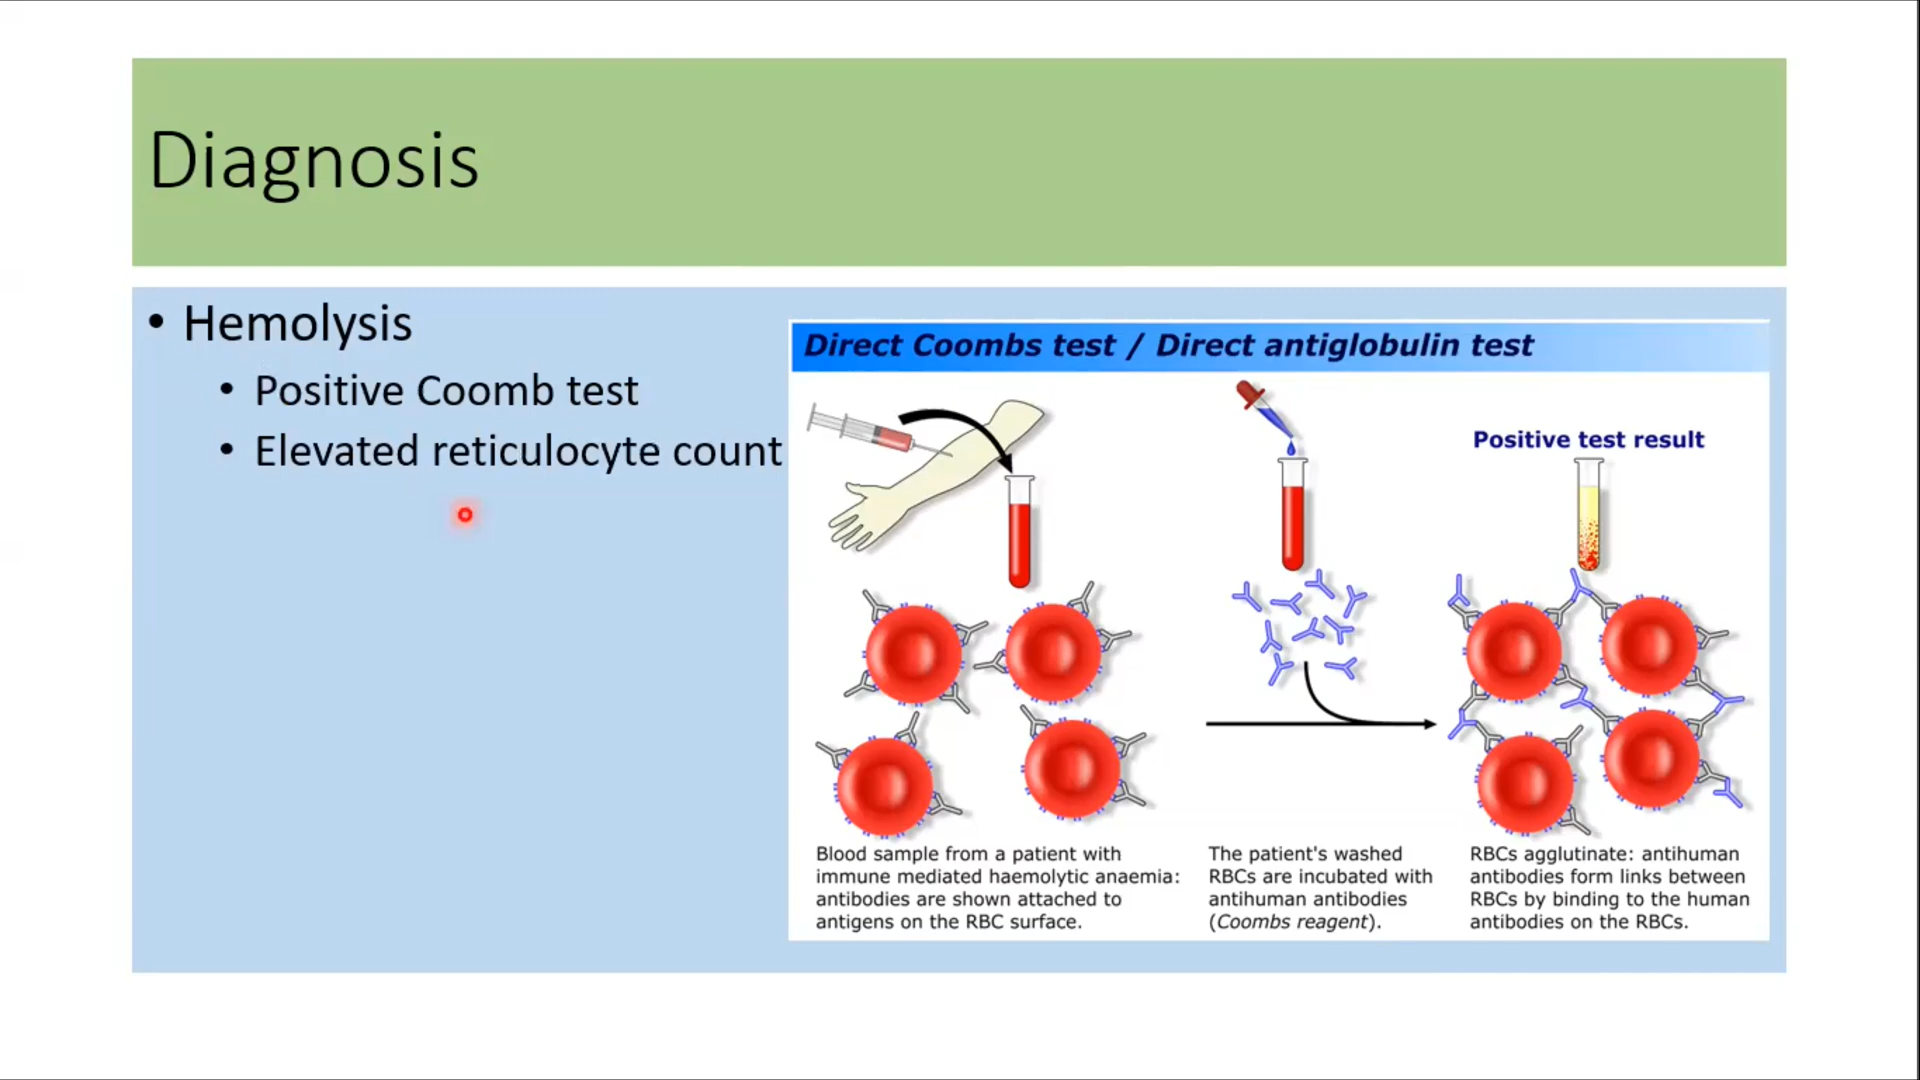 Diagnosis
• Hemolysis
• Positive Coomb test
• Elevated reticulocyte count
Direct Coombs test / Direct antiglobulin test
Positive test result
Blood sample from a patient with
immune mediated haemolytic anaemia:
antibodies are shown attached to
antigens on the RBC surface.
The patient's washed
RBCs are incubated with
antihuman antibodies
(Coombs reagent).
RBCs agglutinate: antihuman
antibodies form links between
RBCs by binding to the human
antibodies on the RBCs.